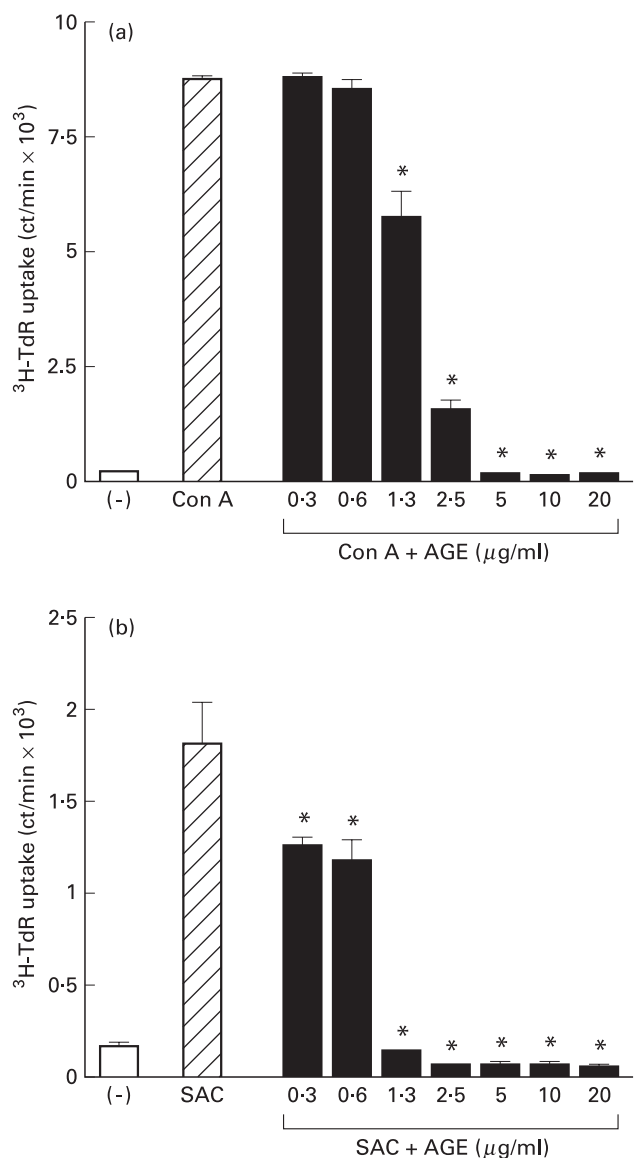 (a)
10
7·5
5
2·5
0
³H-TdR uptake (ct/min × 10³)
*
*
* * *
(-) Con A 0·3 0·6 1·3 2·5 5 10 20
Con A + AGE (μg/ml)
(b)
2·5
2
1·5
1
0·5
0
³H-TdR uptake (ct/min × 10³)
* *
* * * * *
(-) SAC 0·3 0·6 1·3 2·5 5 10 20
SAC + AGE (μg/ml)